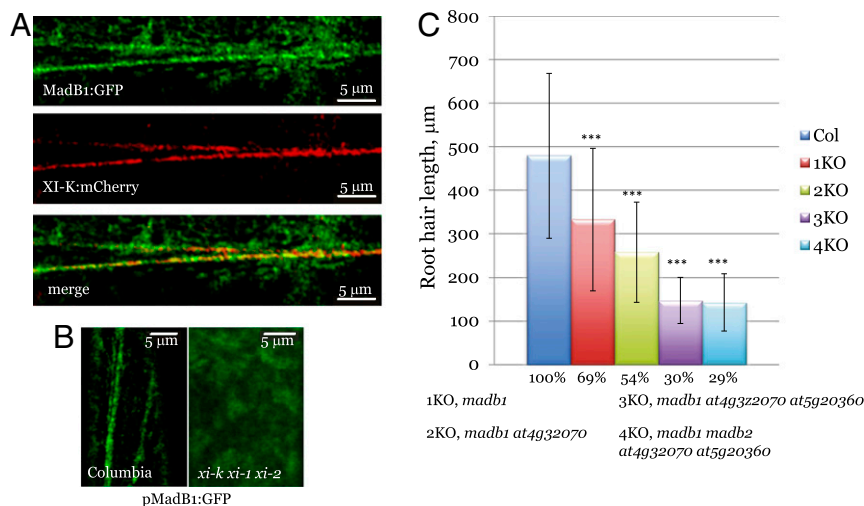 A
MadB1:GFP
5 μm
XI-K:mCherry
5 μm
merge
5 μm
B
5 μm
5 μm
Columbia
xi-k xi-1 xi-2
pMadB1:GFP
C
Root hair length, μm
800
700
600
500
400
300
200
100
0
***
***
***
***
100%
69%
54%
30%
29%
Col
1KO
2KO
3KO
4KO
1KO, madb1
2KO, madb1 at4g32070
3KO, madb1 at4g3z2070 at5g20360
4KO, madb1 madb2
at4g32070 at5g20360